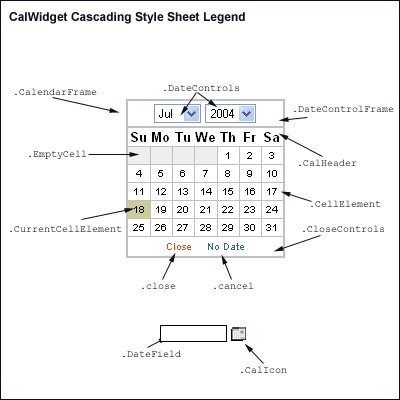 CalWidget Cascading Style Sheet Legend
.DateControls
.CalendarFrame
.DateControlFrame
Jul 2004
Su Mo Tu We Th Fr Sa
.CalHeader
.EmptyCell
1 2 3
4 5 6 7 8 9 10
11 12 13 14 15 16 17
.CellElement
18 19 20 21 22 23 24
.CurrentCellElement
25 26 27 28 29 30 31
.CloseControls
Close No Date
.close .cancel
.DateField
.CalIcon